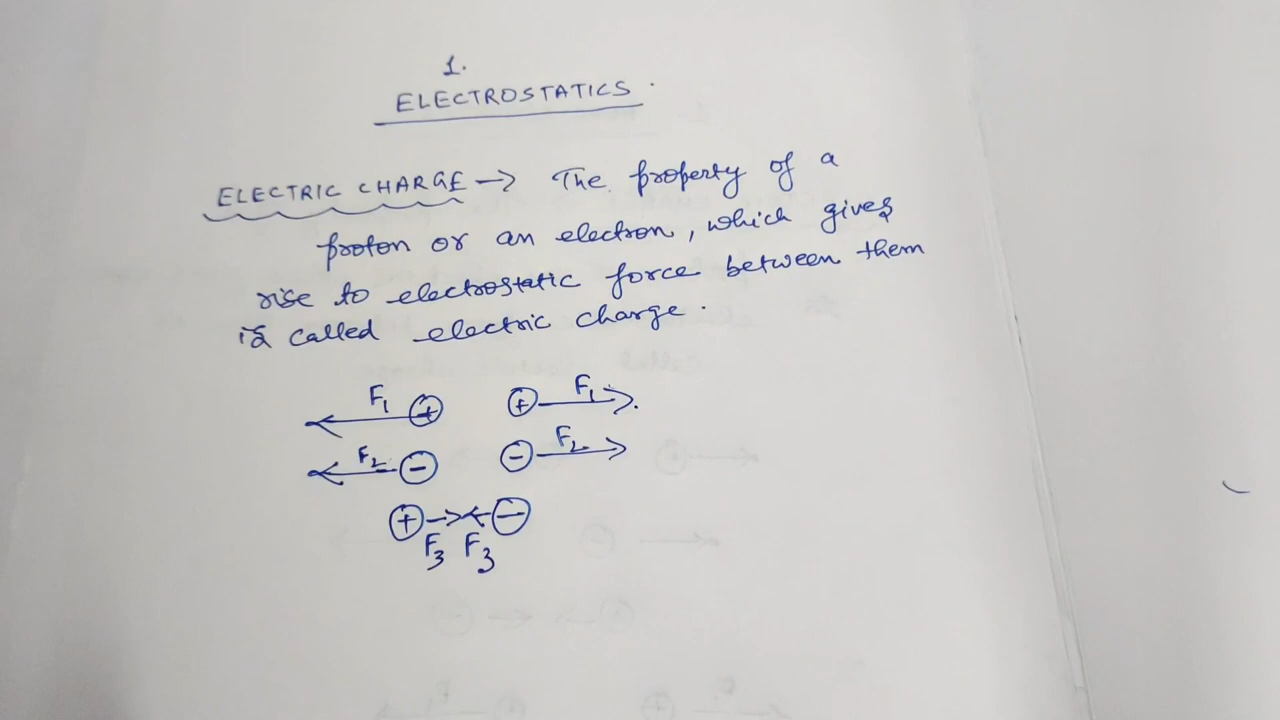 1.
ELECTROSTATICS.
ELECTRIC CHARGE → The property of a
proton or an electron, which gives
rise to electrostatic force between them
is called electric charge.
F1 + + F1
F2 - - F2
+ -
F3 F3